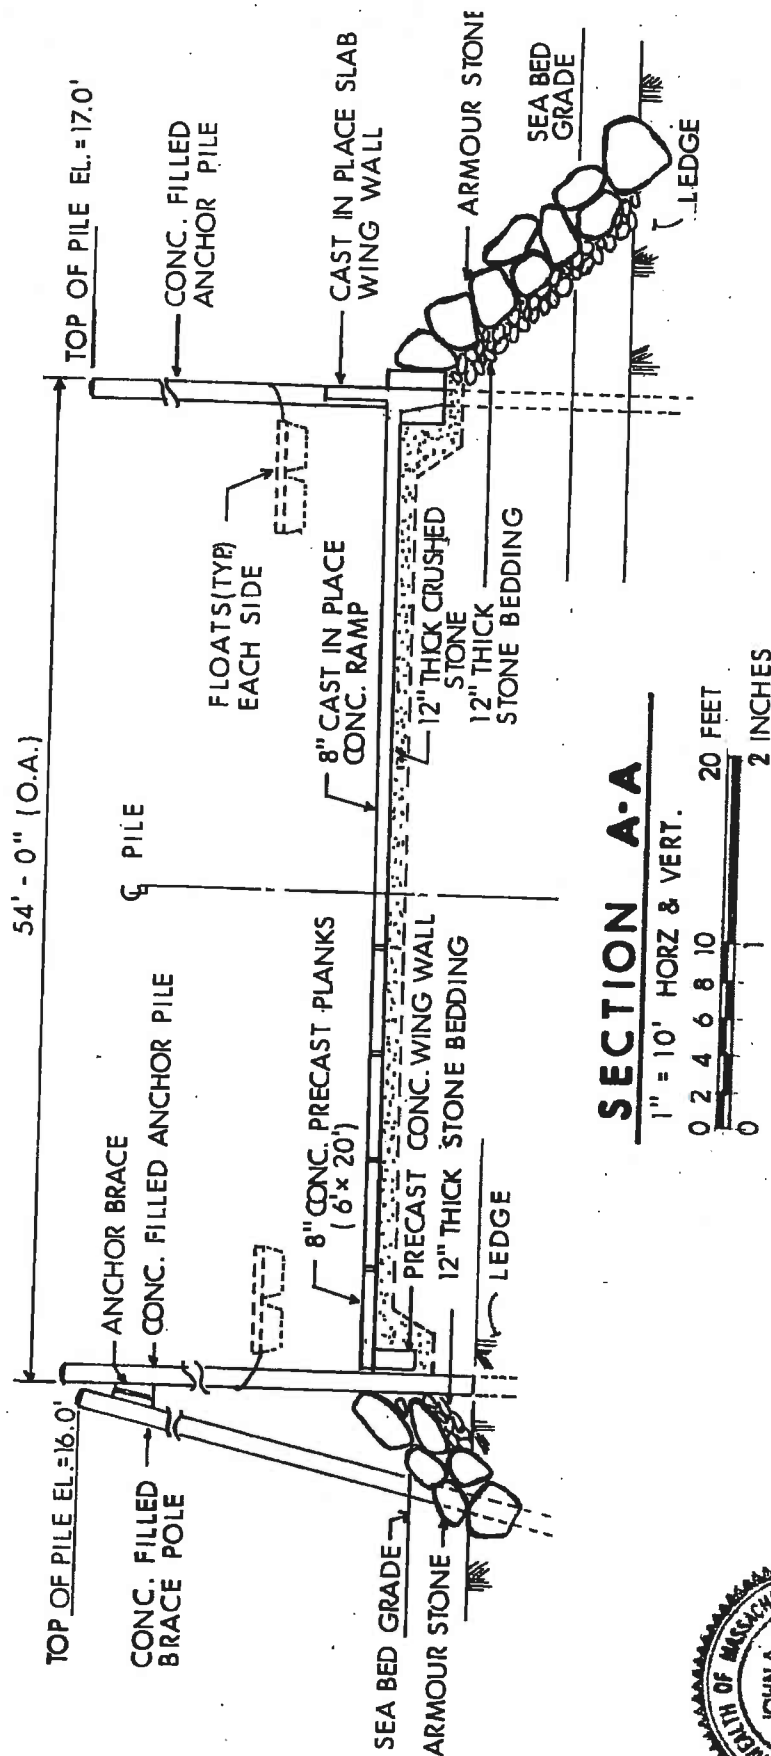 54' - 0" (O.A.)
TOP OF PILE EL.=16.0'
ANCHOR BRACE
CONC. FILLED ANCHOR PILE
CONC. FILLED
BRACE POLE
℄ PILE
FLOATS(TYP.)
EACH SIDE
TOP OF PILE EL.=17.0'
CONC. FILLED
ANCHOR PILE
CAST IN PLACE SLAB
WING WALL
ARMOUR STONE
SEA BED
GRADE
LEDGE
8" CONC. PRECAST PLANKS
(6'× 20')
8" CAST IN PLACE
CONC. RAMP
12" THICK CRUSHED
STONE
12" THICK
STONE BEDDING
PRECAST CONC. WING WALL
12" THICK STONE BEDDING
LEDGE
SEA BED GRADE
ARMOUR STONE
SECTION A-A
1" = 10' HORZ & VERT.
0 2 4 6 8 10 20 FEET
0 1 2 INCHES
OF MASSACH
JOHN A